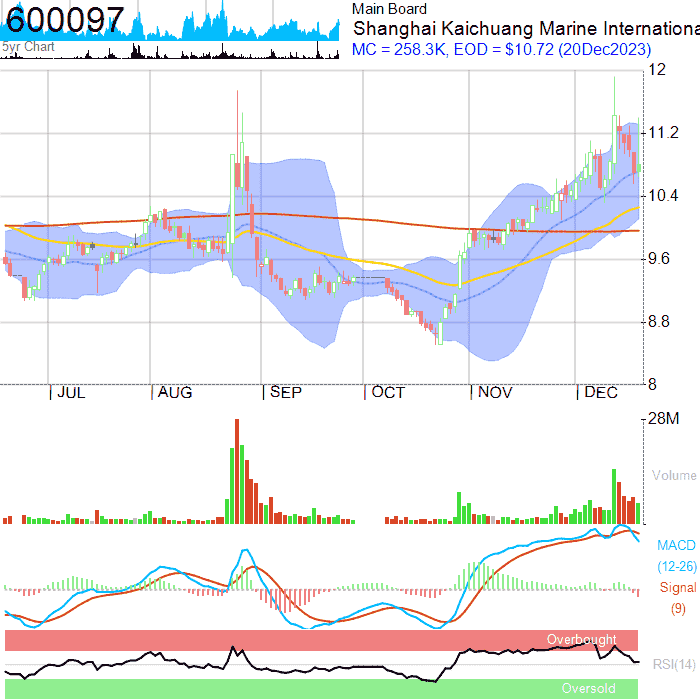 600097
5yr Chart
Main Board
Shanghai Kaichuang Marine Internationa
MC = 258.3K, EOD = $10.72 (20Dec2023)
12
11.2
10.4
9.6
8.8
8
JUL AUG SEP OCT NOV DEC
28M
Volume
MACD
(12-26)
Signal
(9)
Overbought
RSI(14)
Oversold